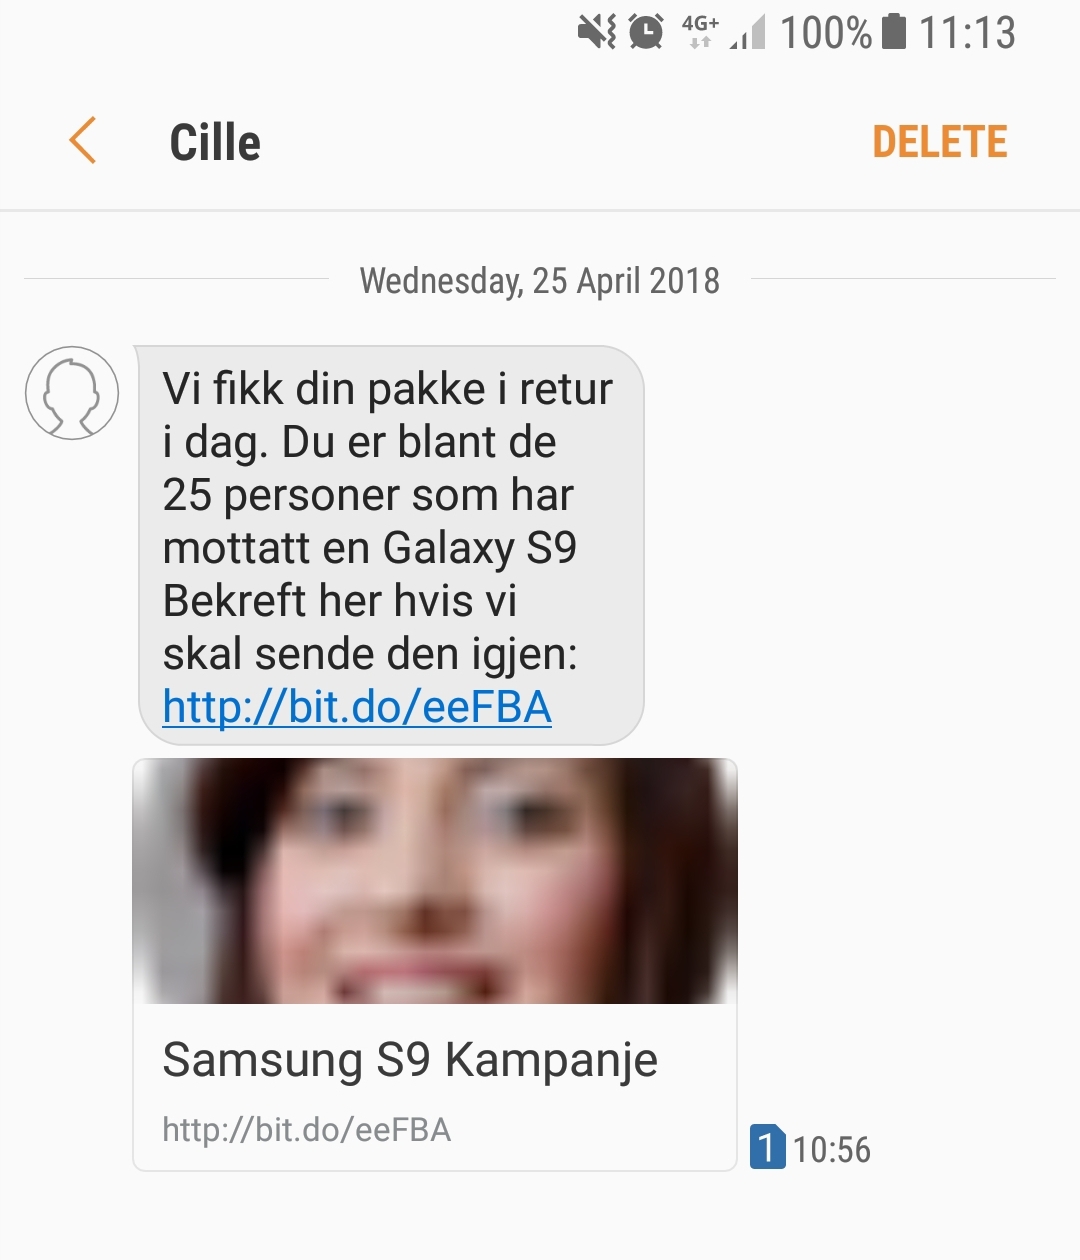 4G+ 100% 11:13
Cille DELETE
Wednesday, 25 April 2018
Vi fikk din pakke i retur
i dag. Du er blant de
25 personer som har
mottatt en Galaxy S9
Bekreft her hvis vi
skal sende den igjen:
http://bit.do/eeFBA
Samsung S9 Kampanje
http://bit.do/eeFBA
1 10:56